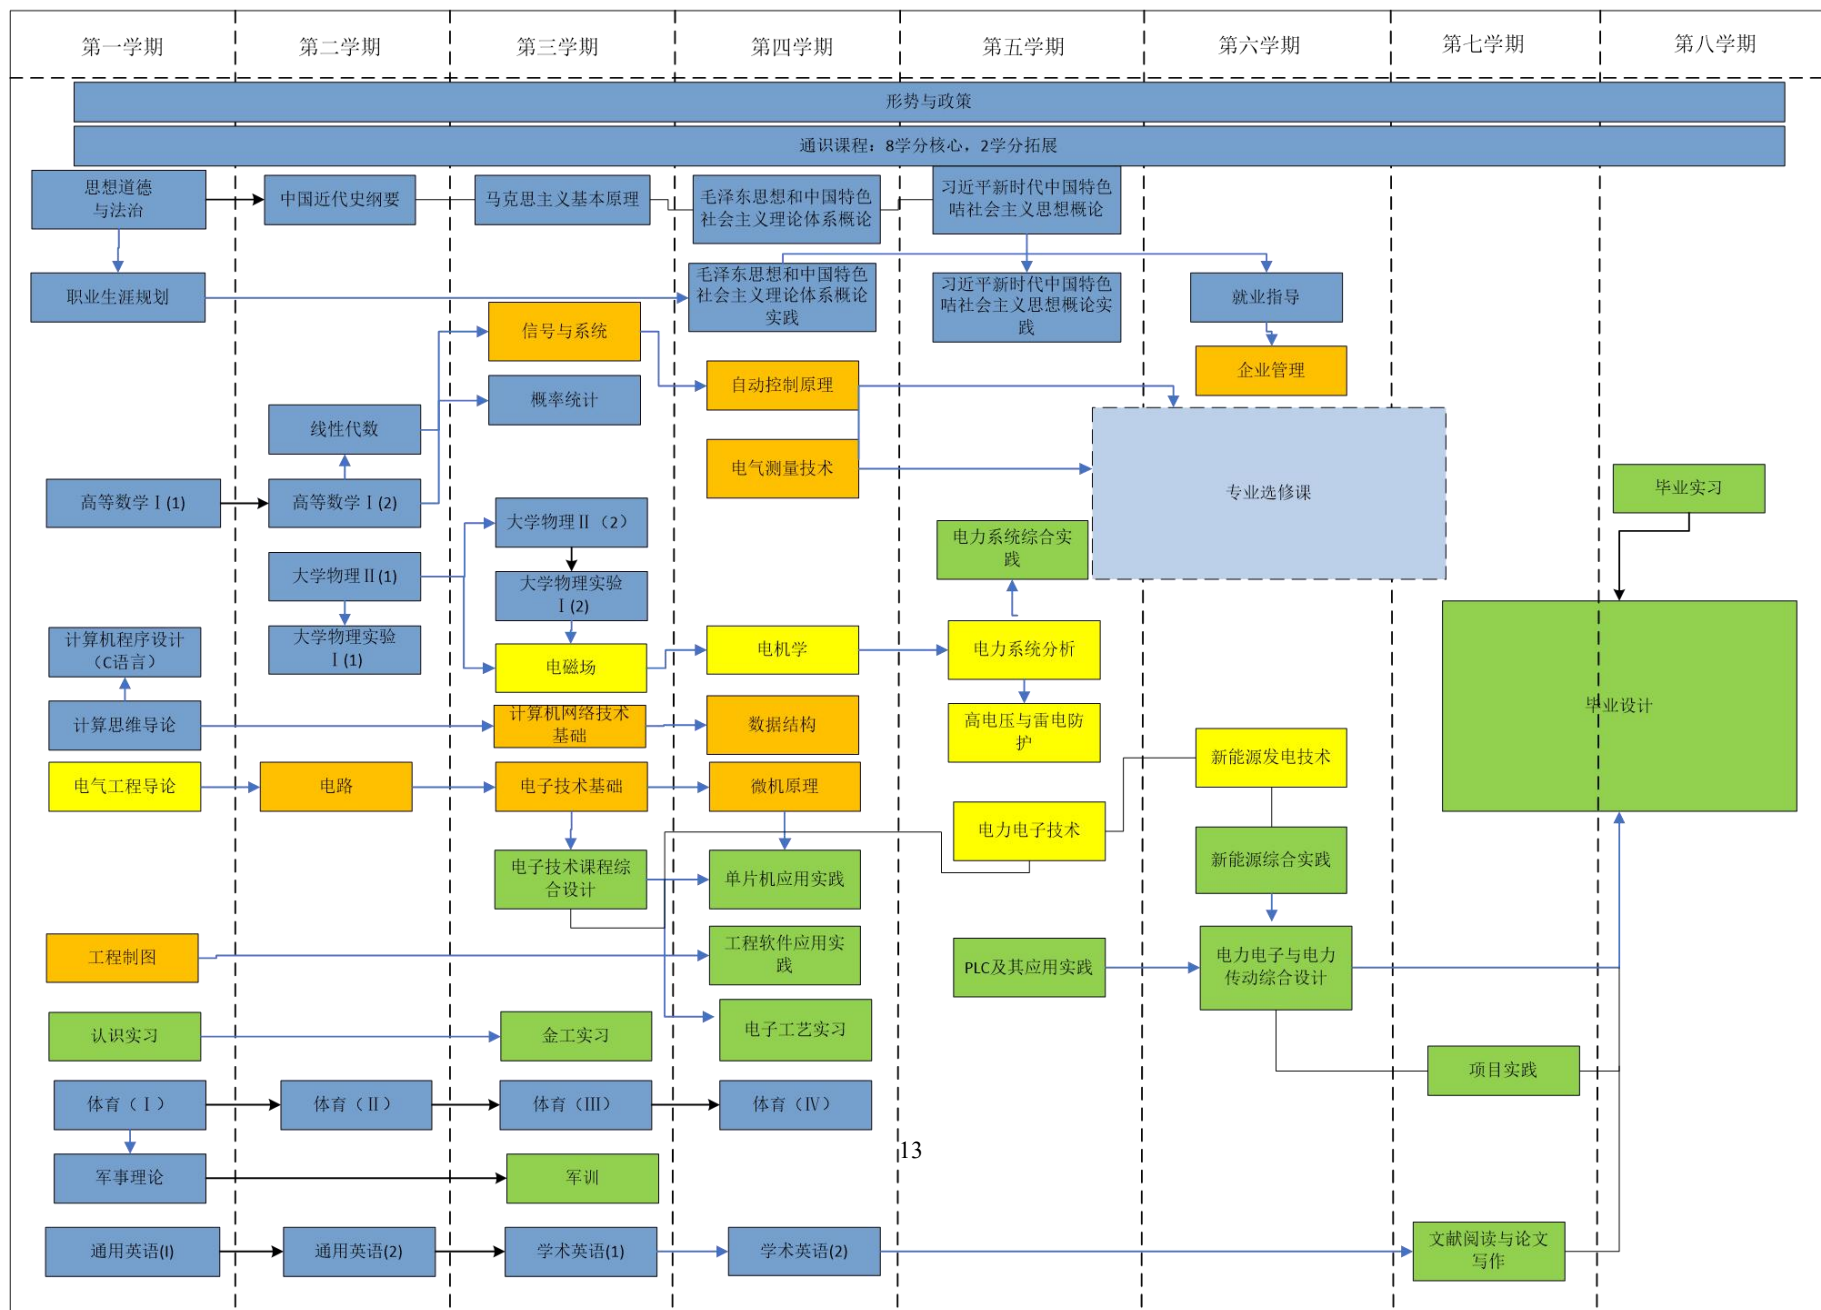 第一学期
第二学期
第三学期
第四学期
第五学期
第六学期
第七学期
第八学期
形势与政策
通识课程：8学分核心，2学分拓展
思想道德
与法治
中国近代史纲要
马克思主义基本原理
毛泽东思想和中国特色
社会主义理论体系概论
习近平新时代中国特色
咭社会主义思想概论
职业生涯规划
毛泽东思想和中国特色
社会主义理论体系概论
实践
习近平新时代中国特色
咭社会主义思想概论实
践
就业指导
信号与系统
自动控制原理
企业管理
概率统计
线性代数
电气测量技术
专业选修课
高等数学Ⅰ(1)
高等数学Ⅰ(2)
大学物理Ⅱ（2）
毕业实习
电力系统综合实
践
大学物理Ⅱ(1)
大学物理实验
Ⅰ(2)
计算机程序设计
（C语言）
大学物理实验
Ⅰ(1)
电磁场
电机学
电力系统分析
毕业设计
计算思维导论
计算机网络技术
基础
数据结构
高电压与雷电防
护
新能源发电技术
电气工程导论
电路
电子技术基础
微机原理
电力电子技术
电子技术课程综
合设计
单片机应用实践
新能源综合实践
工程制图
工程软件应用实
践
PLC及其应用实践
电力电子与电力
传动综合设计
认识实习
金工实习
电子工艺实习
项目实践
体育（Ⅰ）
体育（Ⅱ）
体育（Ⅲ）
体育（Ⅳ）
13
军事理论
军训
通用英语(I)
通用英语(2)
学术英语(1)
学术英语(2)
文献阅读与论文
写作